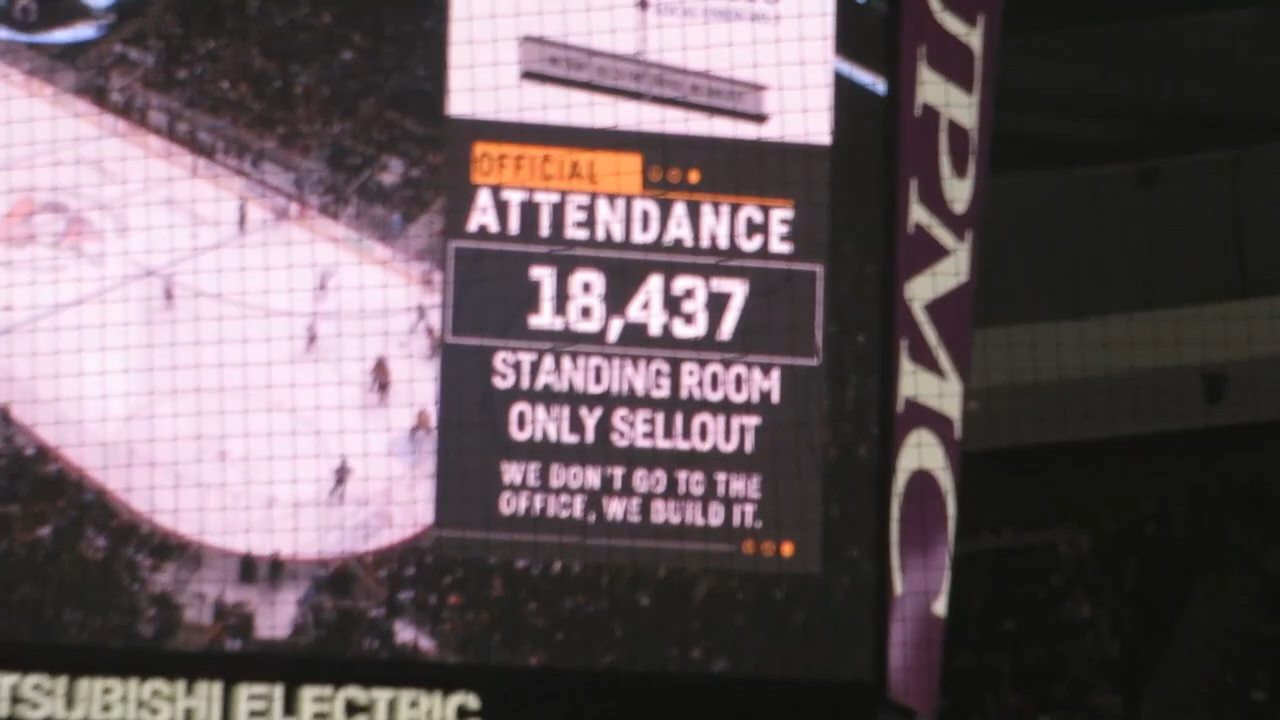 OFFICIAL
ATTENDANCE
18,437
STANDING ROOM
ONLY SELLOUT
WE DON'T GO TO THE
OFFICE, WE BUILD IT.
UPMC
TSUBISHI ELECTRIC